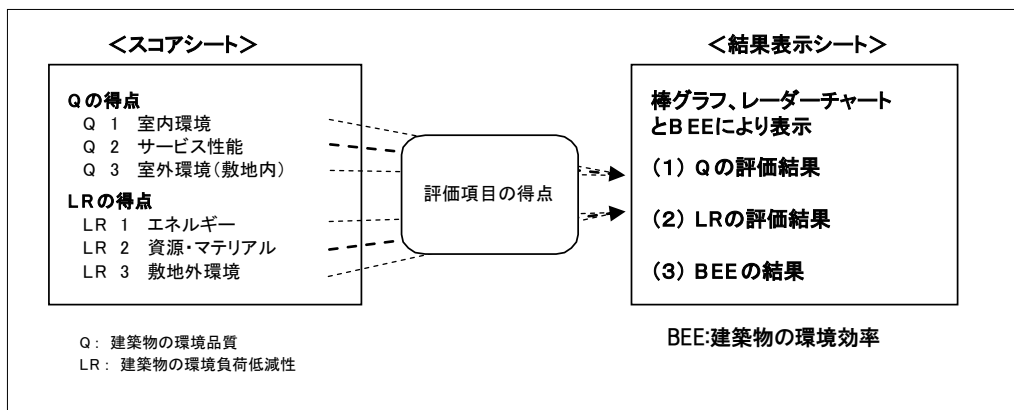 ＜スコアシート＞
Qの得点
Q 1 室内環境
Q 2 サービス性能
Q 3 室外環境(敷地内)
LRの得点
LR 1 エネルギー
LR 2 資源・マテリアル
LR 3 敷地外環境
Q： 建築物の環境品質
LR： 建築物の環境負荷低減性
評価項目の得点
＜結果表示シート＞
棒グラフ、レーダーチャート
とBEEにより表示
(1) Qの評価結果
(2) LRの評価結果
(3) BEEの結果
BEE:建築物の環境効率